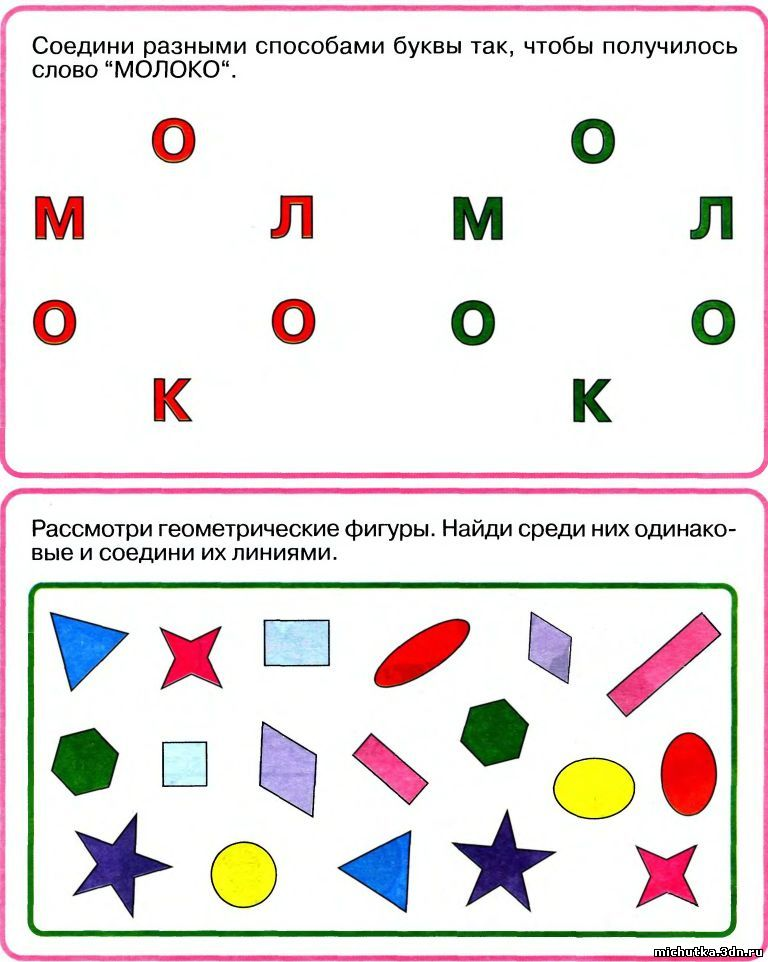 Соедини разными способами буквы так, чтобы получилось
слово “МОЛОКО“.
О О
М Л М Л
О О О О
К К
Рассмотри геометрические фигуры. Найди среди них одинако-
вые и соедини их линиями.
michutka.3dn.ru